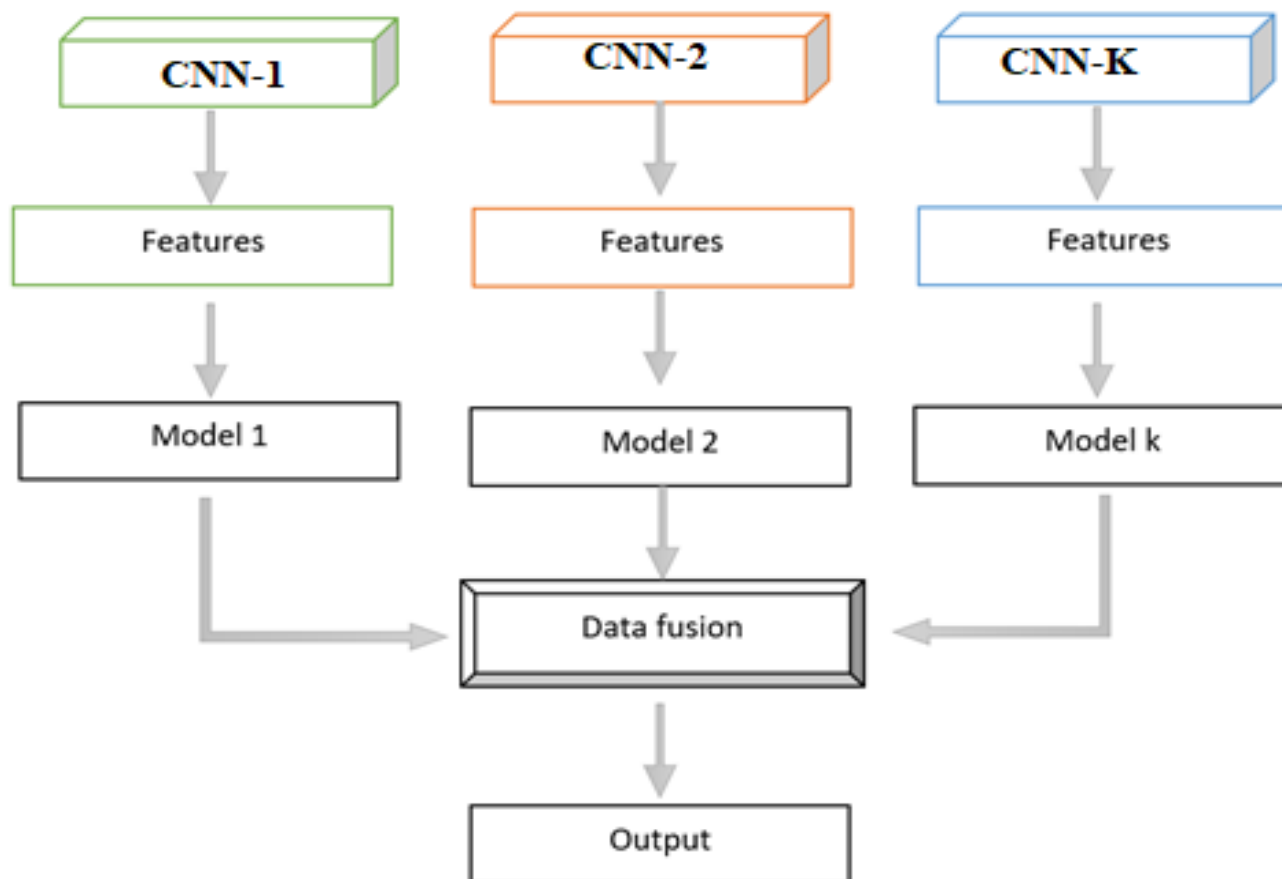 CNN-1
CNN-2
CNN-K
Features
Features
Features
Model 1
Model 2
Model k
Data fusion
Output